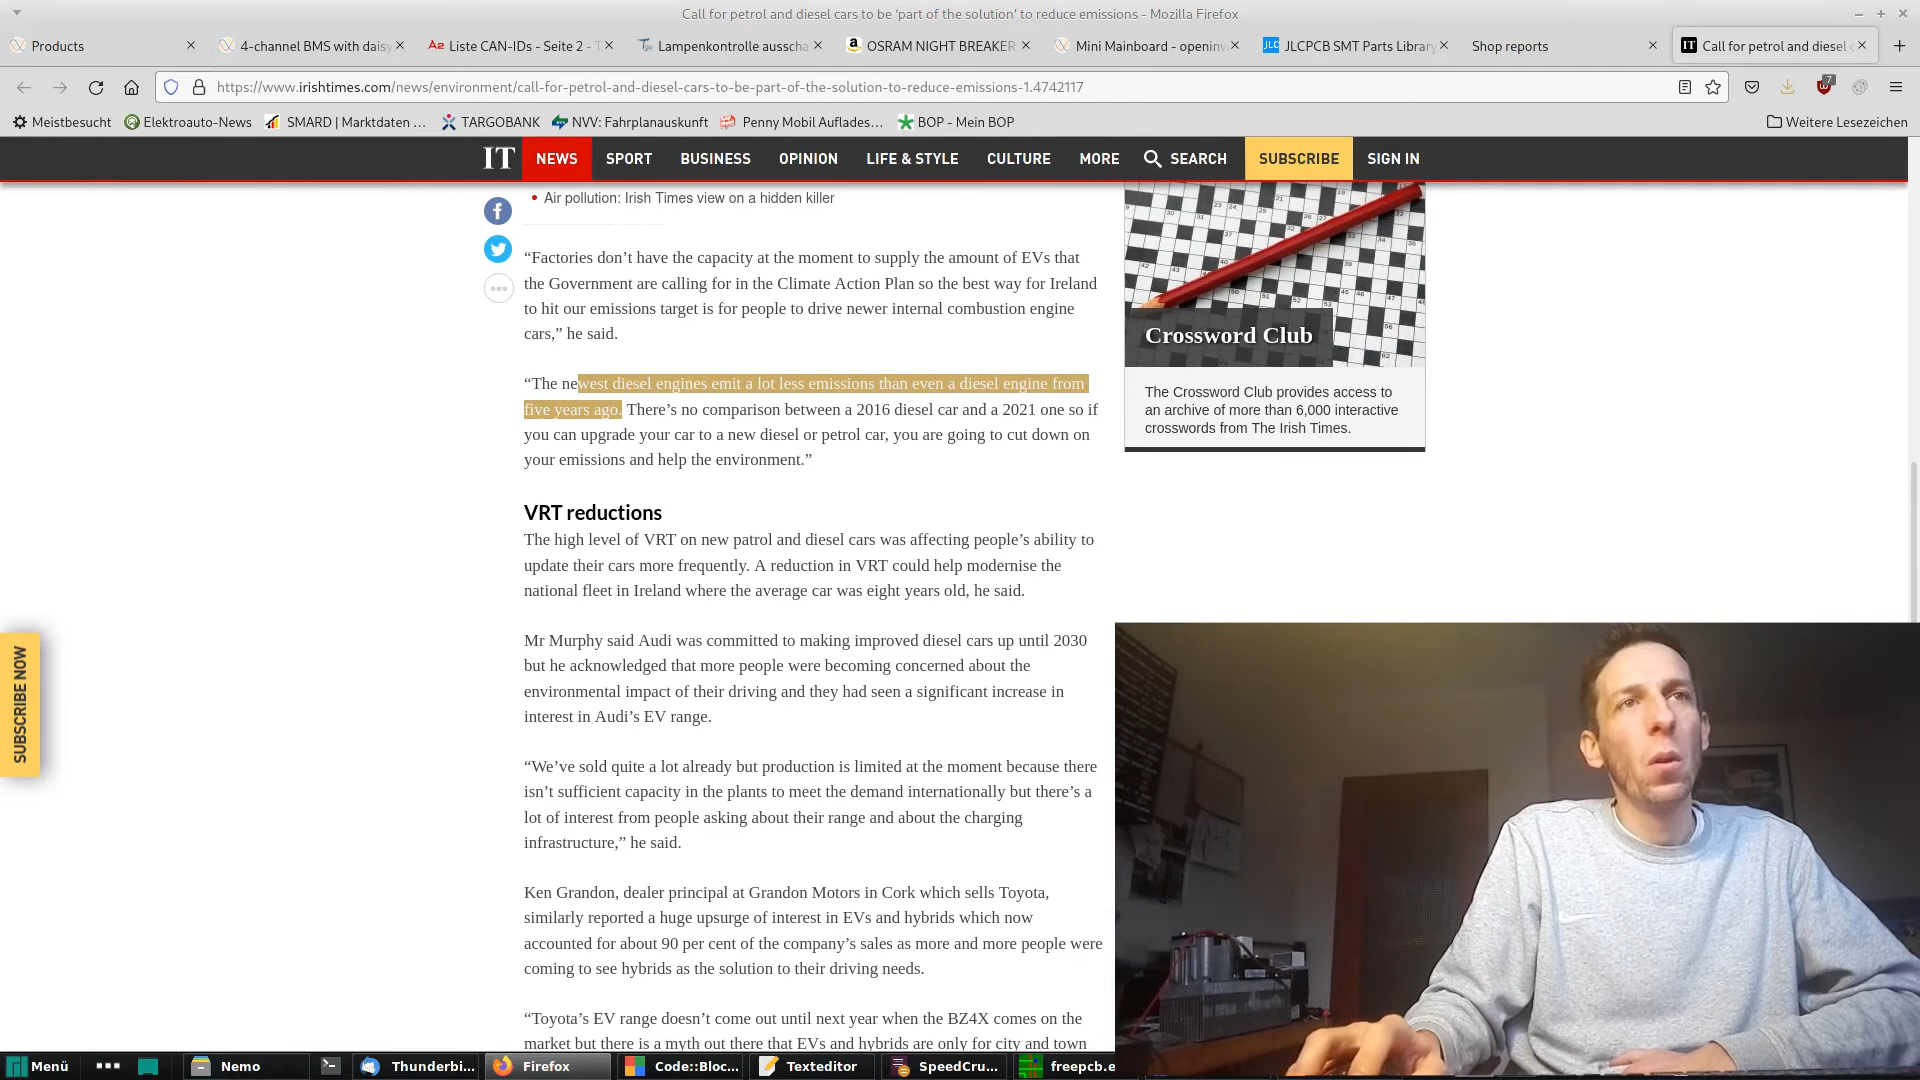 Call for petrol and diesel cars to be ‘part of the solution’ to reduce emissions - Mozilla Firefox
Products
4-channel BMS with daisy
Liste CAN-IDs - Seite 2 - T
Lampenkontrolle ausscha
OSRAM NIGHT BREAKER
Mini Mainboard - openinv
JLCPCB SMT Parts Library
Shop reports
Call for petrol and diesel c
https://www.irishtimes.com/news/environment/call-for-petrol-and-diesel-cars-to-be-part-of-the-solution-to-reduce-emissions-1.4742117
7
Meistbesucht
Elektroauto-News
SMARD | Marktdaten ...
TARGOBANK
NVV: Fahrplanauskunft
Penny Mobil Auflades...
BOP - Mein BOP
Weitere Lesezeichen
IT NEWS SPORT BUSINESS OPINION LIFE & STYLE CULTURE MORE SEARCH SUBSCRIBE SIGN IN
Air pollution: Irish Times view on a hidden killer
“Factories don’t have the capacity at the moment to supply the amount of EVs that
the Government are calling for in the Climate Action Plan so the best way for Ireland
to hit our emissions target is for people to drive newer internal combustion engine
cars,” he said.
“The newest diesel engines emit a lot less emissions than even a diesel engine from
five years ago. There’s no comparison between a 2016 diesel car and a 2021 one so if
you can upgrade your car to a new diesel or petrol car, you are going to cut down on
your emissions and help the environment.”
VRT reductions
The high level of VRT on new patrol and diesel cars was affecting people’s ability to
update their cars more frequently. A reduction in VRT could help modernise the
national fleet in Ireland where the average car was eight years old, he said.
Mr Murphy said Audi was committed to making improved diesel cars up until 2030
but he acknowledged that more people were becoming concerned about the
environmental impact of their driving and they had seen a significant increase in
interest in Audi’s EV range.
“We’ve sold quite a lot already but production is limited at the moment because there
isn’t sufficient capacity in the plants to meet the demand internationally but there’s a
lot of interest from people asking about their range and about the charging
infrastructure,” he said.
Ken Grandon, dealer principal at Grandon Motors in Cork which sells Toyota,
similarly reported a huge upsurge of interest in EVs and hybrids which now
accounted for about 90 per cent of the company’s sales as more and more people were
coming to see hybrids as the solution to their driving needs.
“Toyota’s EV range doesn’t come out until next year when the BZ4X comes on the
market but there is a myth out there that EVs and hybrids are only for city and town
Crossword Club
The Crossword Club provides access to
an archive of more than 6,000 interactive
crosswords from The Irish Times.
SUBSCRIBE NOW
Menü
Nemo
Thunderbi...
Firefox
Code::Bloc...
Texteditor
SpeedCru...
freepcb.e